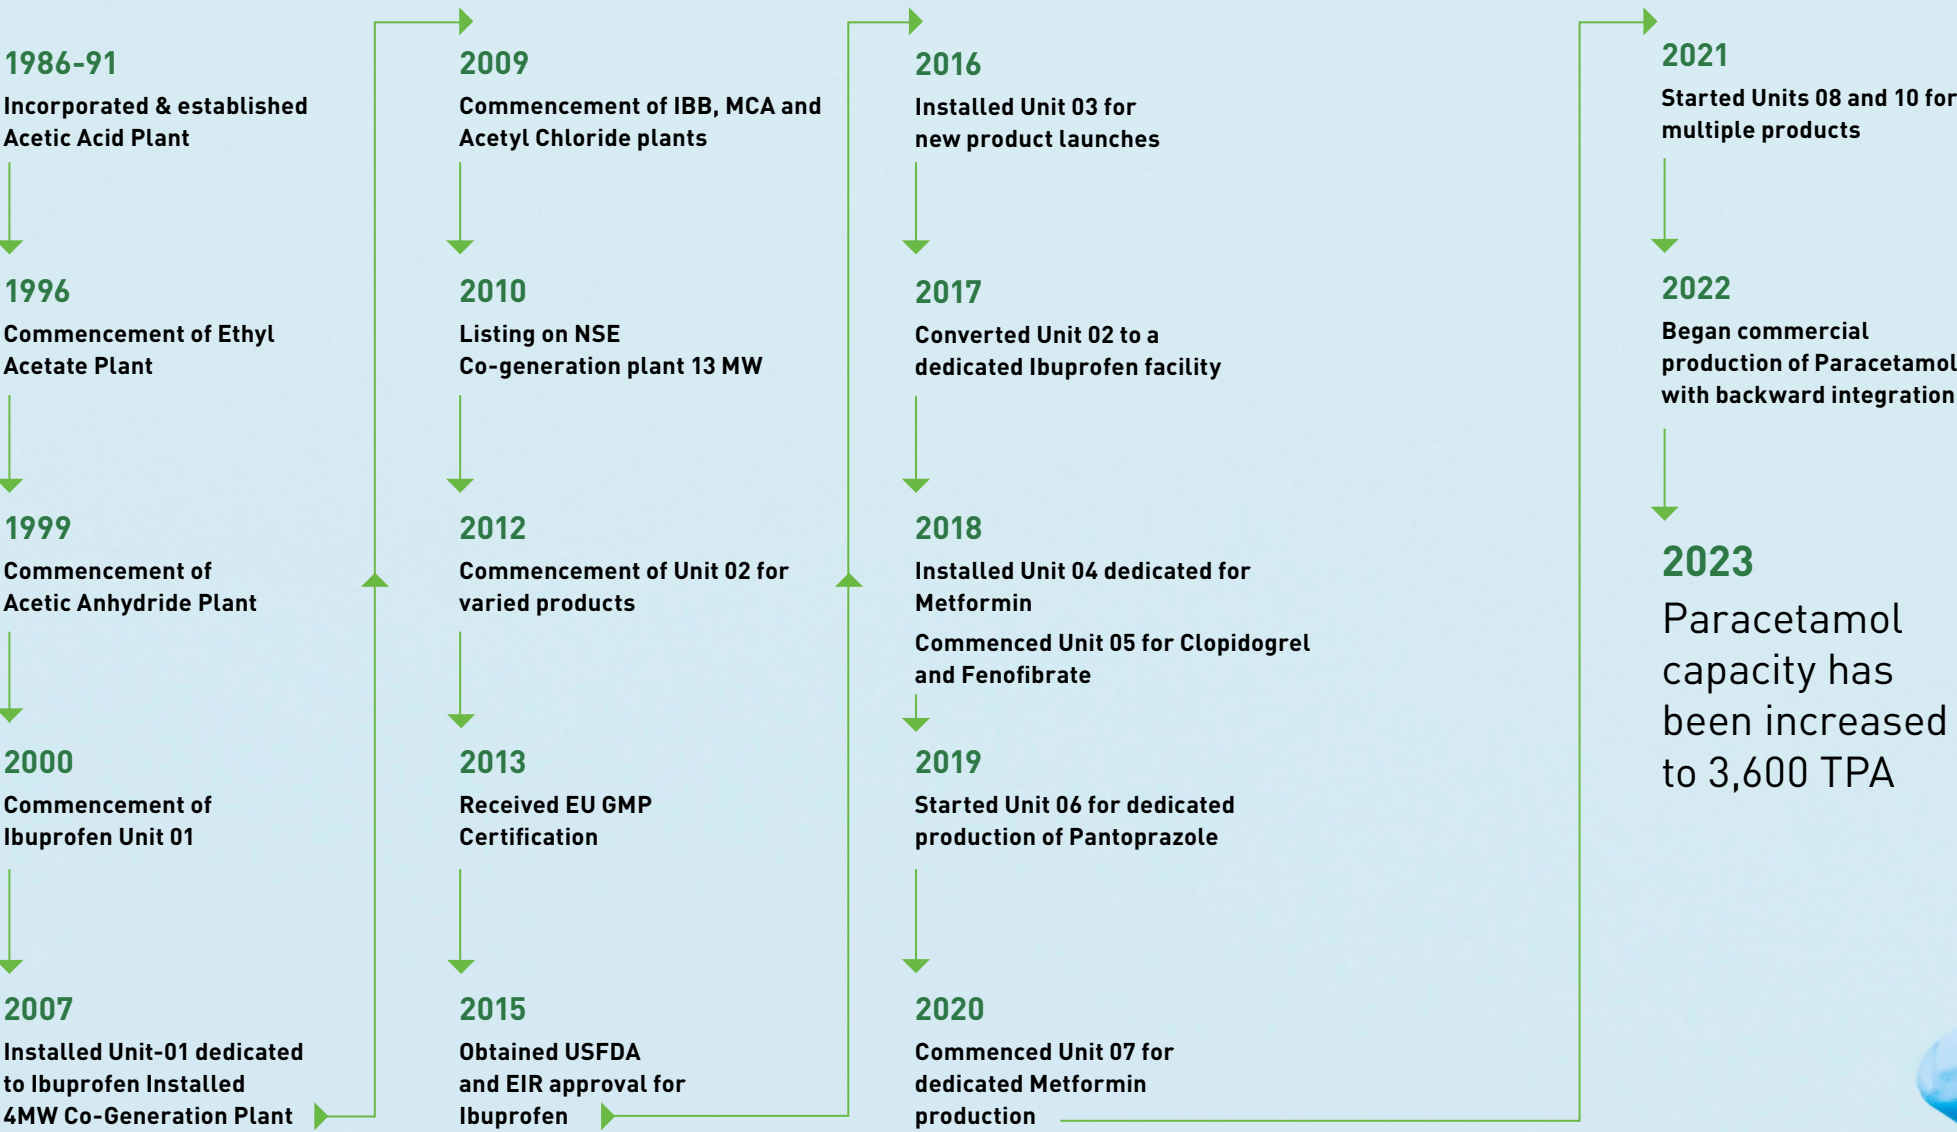 1986-91
Incorporated & established
Acetic Acid Plant
1996
Commencement of Ethyl
Acetate Plant
1999
Commencement of
Acetic Anhydride Plant
2000
Commencement of
Ibuprofen Unit 01
2007
Installed Unit-01 dedicated
to Ibuprofen Installed
4MW Co-Generation Plant
2009
Commencement of IBB, MCA and
Acetyl Chloride plants
2010
Listing on NSE
Co-generation plant 13 MW
2012
Commencement of Unit 02 for
varied products
2013
Received EU GMP
Certification
2015
Obtained USFDA
and EIR approval for
Ibuprofen
2016
Installed Unit 03 for
new product launches
2017
Converted Unit 02 to a
dedicated Ibuprofen facility
2018
Installed Unit 04 dedicated for
Metformin
Commenced Unit 05 for Clopidogrel
and Fenofibrate
2019
Started Unit 06 for dedicated
production of Pantoprazole
2020
Commenced Unit 07 for
dedicated Metformin
production
2021
Started Units 08 and 10 for
multiple products
2022
Began commercial
production of Paracetamol
with backward integration
2023
Paracetamol
capacity has
been increased
to 3,600 TPA